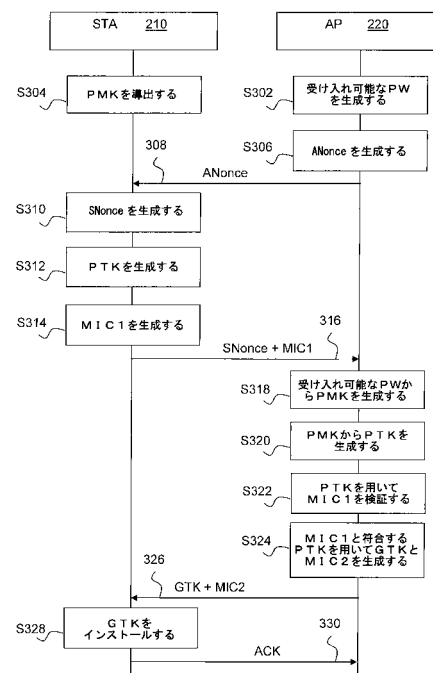 STA 210
AP 220
S304
PMKを導出する
S302
受け入れ可能なPW
を生成する
S306
ANonceを生成する
308
ANonce
S310
SNonceを生成する
S312
PTKを生成する
S314
MIC1を生成する
316
SNonce + MIC1
S318
受け入れ可能なPWか
らPMKを生成する
S320
PMKからPTKを
生成する
S322
PTKを用いて
MIC1を検証する
S324
MIC1と符合する
PTKを用いてGTKと
MIC2を生成する
326
GTK + MIC2
S328
GTKを
インストールする
330
ACK